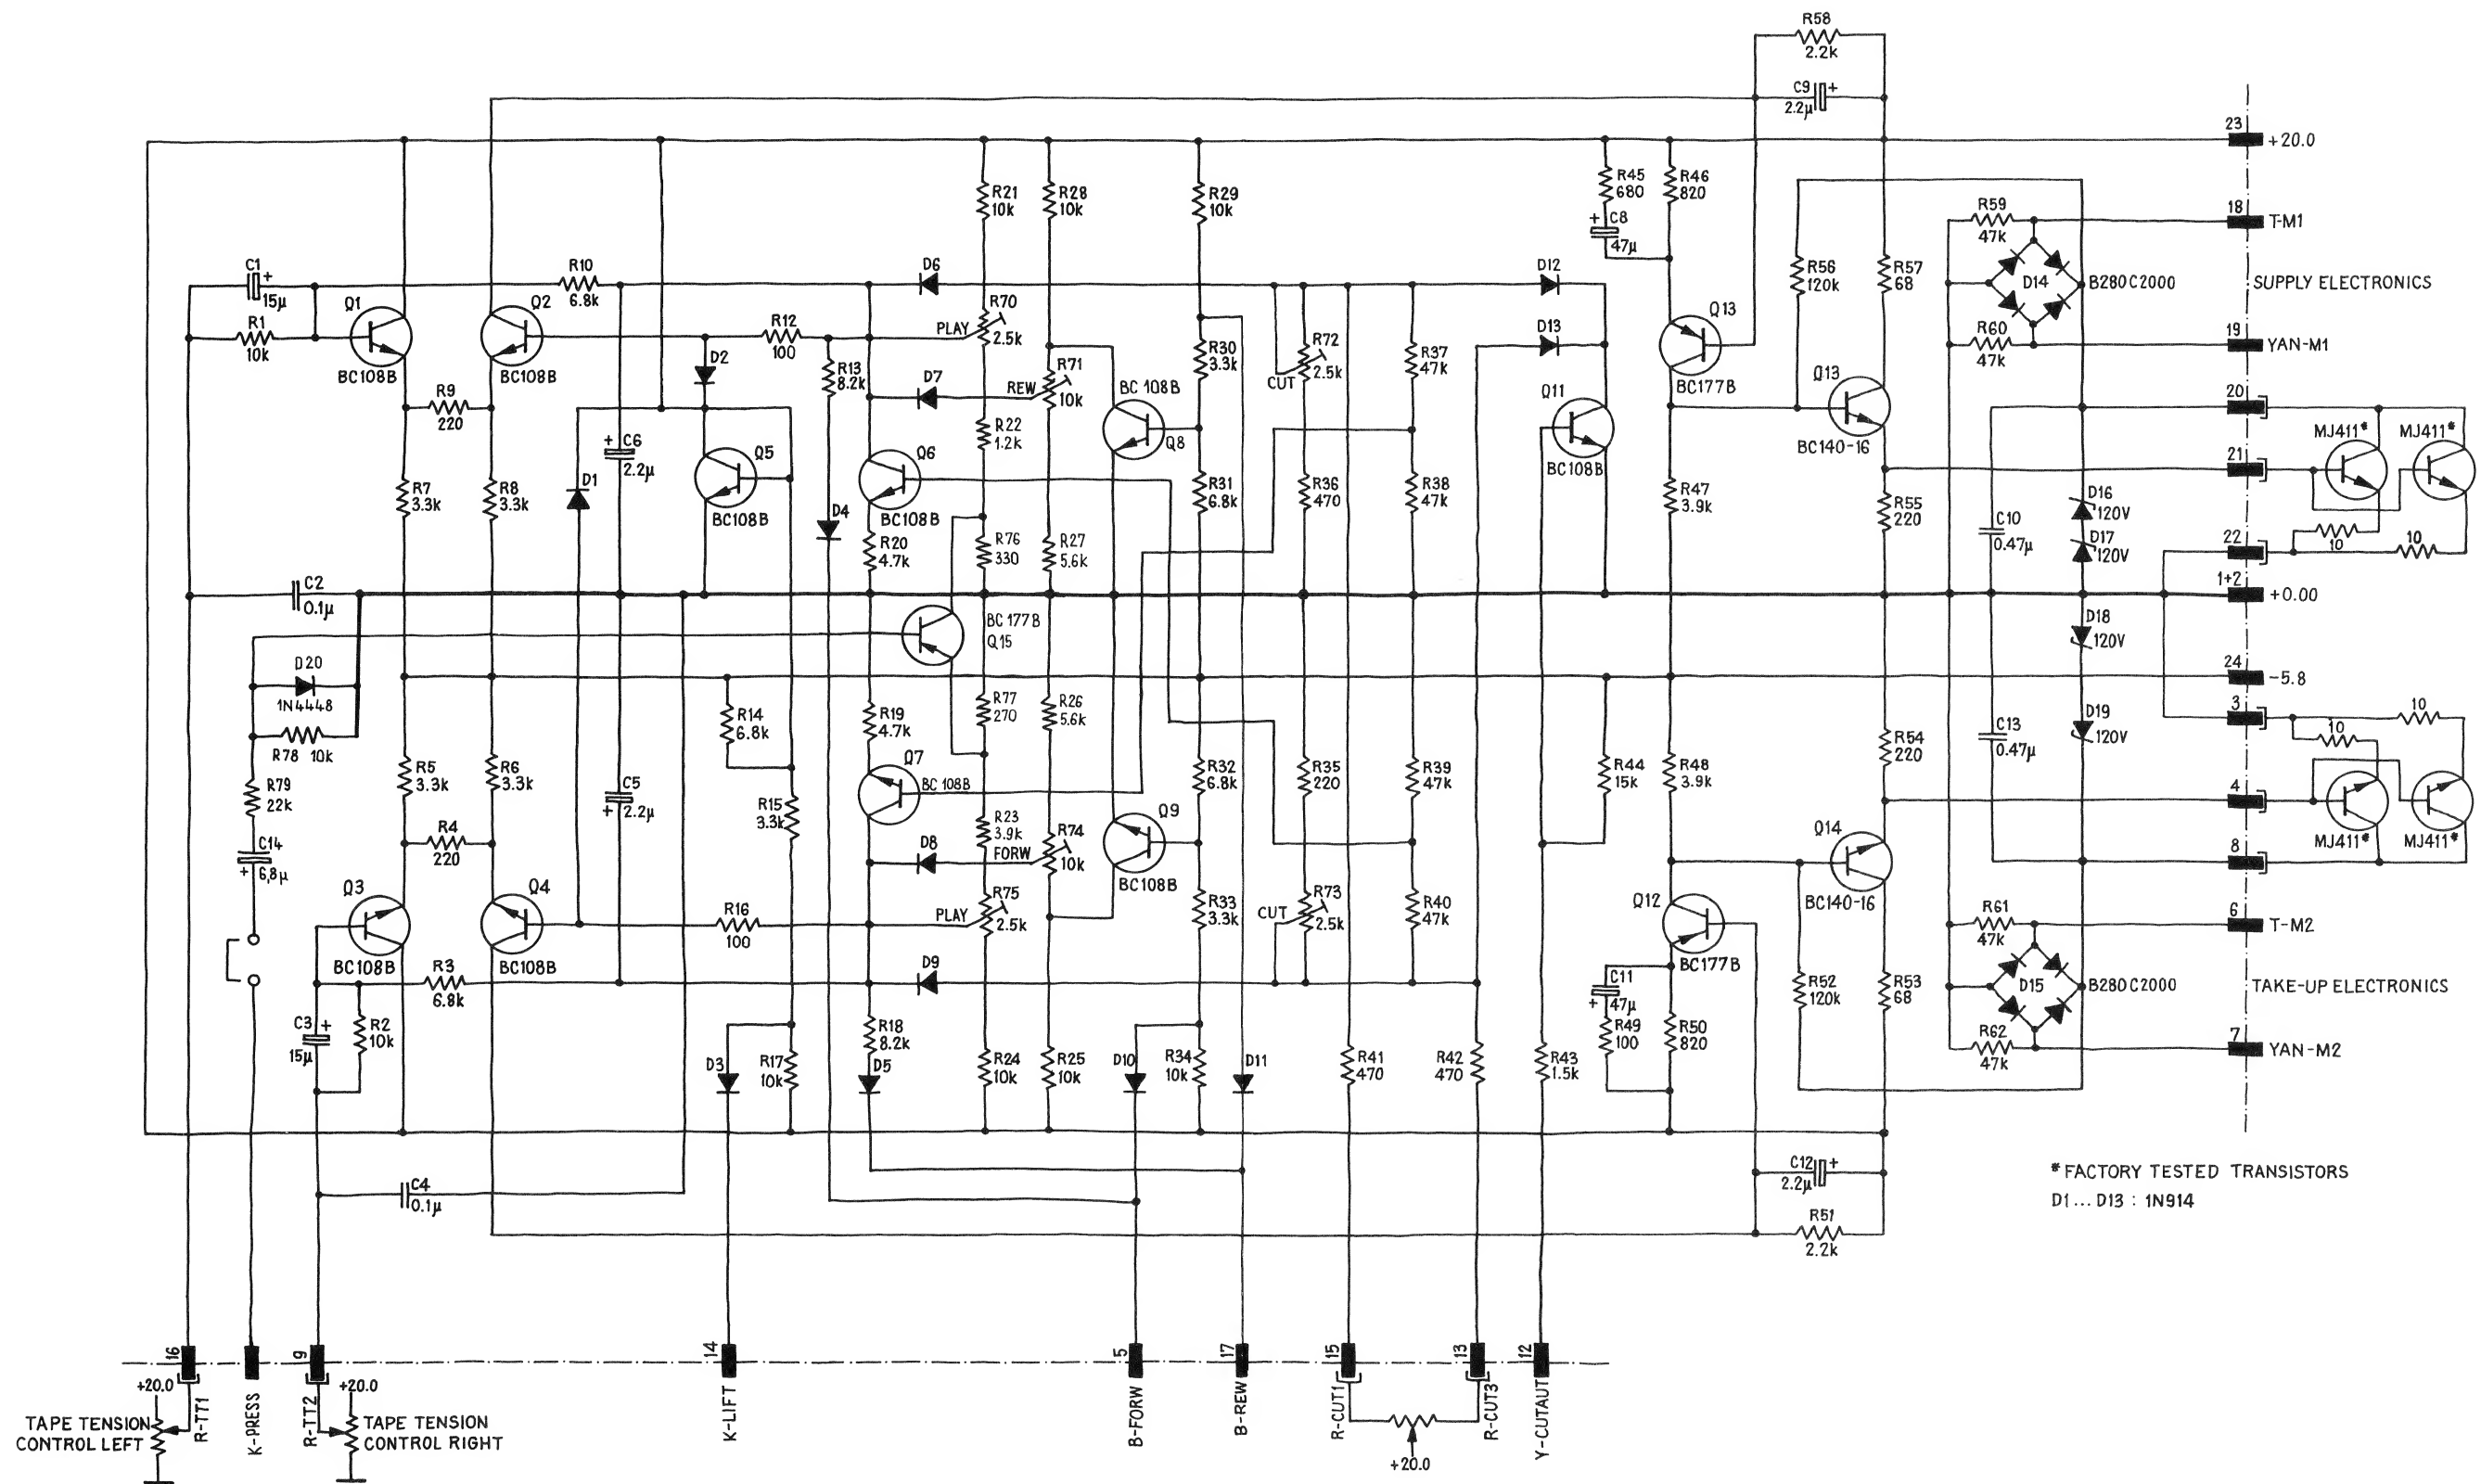 R58
2.2k
C9
+
2.2µ
23
+20.0
R21
10k
R28
10k
R29
10k
R45
680
R46
820
+
C8
47µ
R59
47k
18
T-M1
C1
+
15µ
R10
6.8k
D6
D12
R56
120k
R57
68
D14
B280C2000
SUPPLY ELECTRONICS
Q1
Q2
R70
2.5k
PLAY
Q13
R1
10k
R12
100
D13
R60
47k
19
YAN-M1
BC108B
BC108B
D2
R13
8.2k
R30
3.3k
R72
2.5k
CUT
R37
47k
BC177B
Q13
R9
220
D7
REW
R71
10k
BC 108B
Q8
Q11
BC108B
BC140-16
20
MJ411*
MJ411*
R22
1.2k
+
C6
2.2µ
Q5
BC108B
Q6
BC108B
21
R7
3.3k
R8
3.3k
D1
D4
R31
6.8k
R36
470
R38
47k
R47
3.9k
R55
220
C10
0.47µ
D16
120V
D17
120V
10
10
22
R20
4.7k
R76
330
R27
5.6k
C2
0.1µ
1+2
+0.00
BC 177B
Q15
D18
120V
D20
1N4448
24
-5.8
R78 10k
R14
6.8k
R19
4.7k
R77
270
R26
5.6k
3
10
10
D19
120V
C13
0.47µ
R54
220
R79
22k
R5
3.3k
R6
3.3k
C5
+
2.2µ
R15
3.3k
Q7
BC 108B
R32
6.8k
R35
220
R39
47k
R44
15k
R48
3.9k
4
MJ411*
MJ411*
R23
3.9k
FORW
R74
10k
Q9
BC108B
Q14
BC140-16
C14
+
6,8µ
R4
220
D8
8
Q3
BC108B
Q4
BC108B
R16
100
PLAY
R75
2.5k
R33
3.3k
CUT
R73
2.5k
R40
47k
Q12
BC177B
R61
47k
6
T-M2
R3
6.8k
D9
C11
+
47µ
R52
120k
R53
68
D15
B280C2000
TAKE-UP ELECTRONICS
C3
+
15µ
R2
10k
R18
8.2k
R49
100
R50
820
R62
47k
7
YAN-M2
D3
R17
10k
D5
R24
10k
R25
10k
D10
R34
10k
D11
R41
470
R42
470
R43
1.5k
C12
+
2.2µ
*FACTORY TESTED TRANSISTORS
D1...D13 : 1N914
C4
0.1µ
R51
2.2k
16
9
14
5
17
15
13
12
+20.0
R-TT1
K-PRESS
R-TT2
+20.0
K-LIFT
B-FORW
B-REW
R-CUT1
R-CUT3
Y-CUTAUT
TAPE TENSION
CONTROL LEFT
TAPE TENSION
CONTROL RIGHT
+20.0